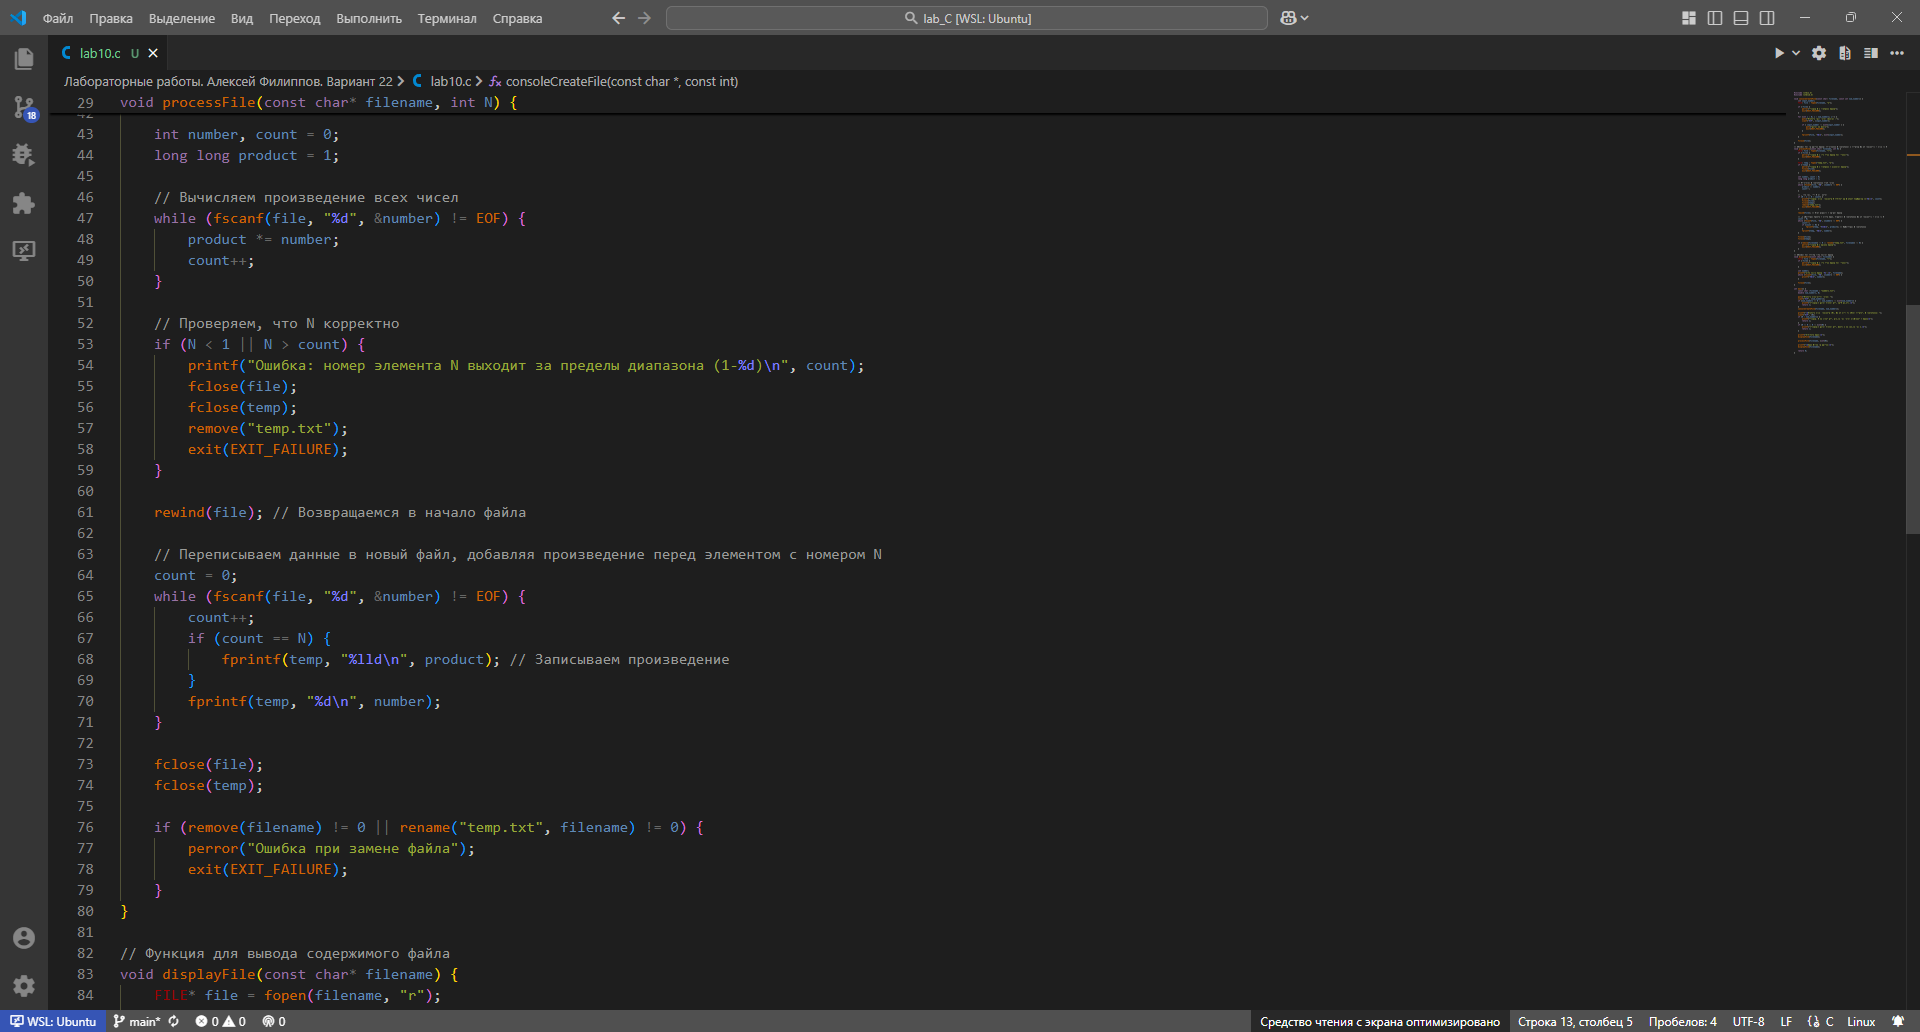 Файл Правка Выделение Вид Переход Выполнить Терминал Справка lab_C [WSL: Ubuntu]
lab10.c U
Лабораторные работы. Алексей Филиппов. Вариант 22 > C lab10.c > consoleCreateFile(const char *, const int)
29 void processFile(const char* filename, int N) {
42
43 int number, count = 0;
44 long long product = 1;
45
46 // Вычисляем произведение всех чисел
47 while (fscanf(file, "%d", &number) != EOF) {
48 product *= number;
49 count++;
50 }
51
52 // Проверяем, что N корректно
53 if (N < 1 || N > count) {
54 printf("Ошибка: номер элемента N выходит за пределы диапазона (1-%d)\n", count);
55 fclose(file);
56 fclose(temp);
57 remove("temp.txt");
58 exit(EXIT_FAILURE);
59 }
60
61 rewind(file); // Возвращаемся в начало файла
62
63 // Переписываем данные в новый файл, добавляя произведение перед элементом с номером N
64 count = 0;
65 while (fscanf(file, "%d", &number) != EOF) {
66 count++;
67 if (count == N) {
68 fprintf(temp, "%lld\n", product); // Записываем произведение
69 }
70 fprintf(temp, "%d\n", number);
71 }
72
73 fclose(file);
74 fclose(temp);
75
76 if (remove(filename) != 0 || rename("temp.txt", filename) != 0) {
77 perror("Ошибка при замене файла");
78 exit(EXIT_FAILURE);
79 }
80 }
81
82 // Функция для вывода содержимого файла
83 void displayFile(const char* filename) {
84 FILE* file = fopen(filename, "r");
18
WSL: Ubuntu main* 0 0 0 Средство чтения с экрана оптимизировано Строка 13, столбец 5 Пробелов: 4 UTF-8 LF {} C Linux